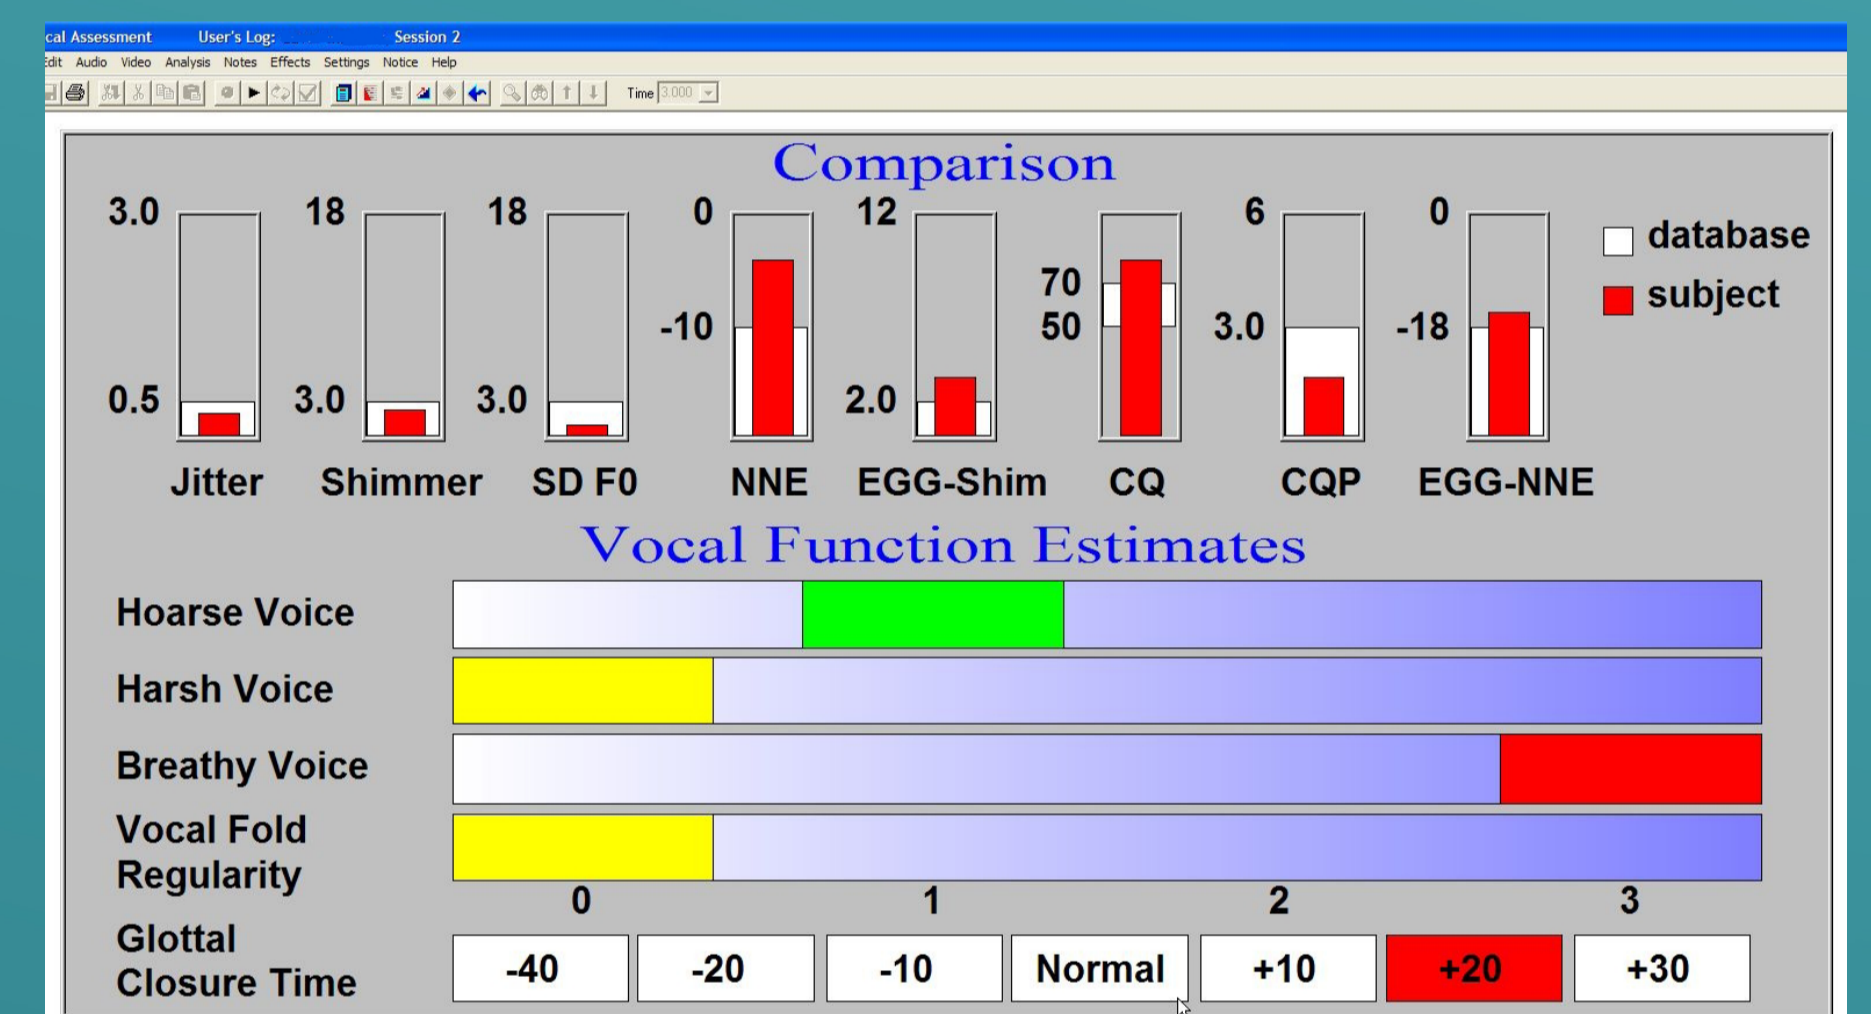 cal Assessment User's Log: Session 2
Edit Audio Video Analysis Notes Effects Settings Notice Help
Time 3.000
Comparison
3.0 18 18 0 12 6 0
database
70
subject
50
-10 3.0 -18
0.5 3.0 3.0 2.0
Jitter Shimmer SD F0 NNE EGG-Shim CQ CQP EGG-NNE
Vocal Function Estimates
Hoarse Voice
Harsh Voice
Breathy Voice
Vocal Fold
Regularity
0 1 2 3
Glottal
Closure Time
-40 -20 -10 Normal +10 +20 +30